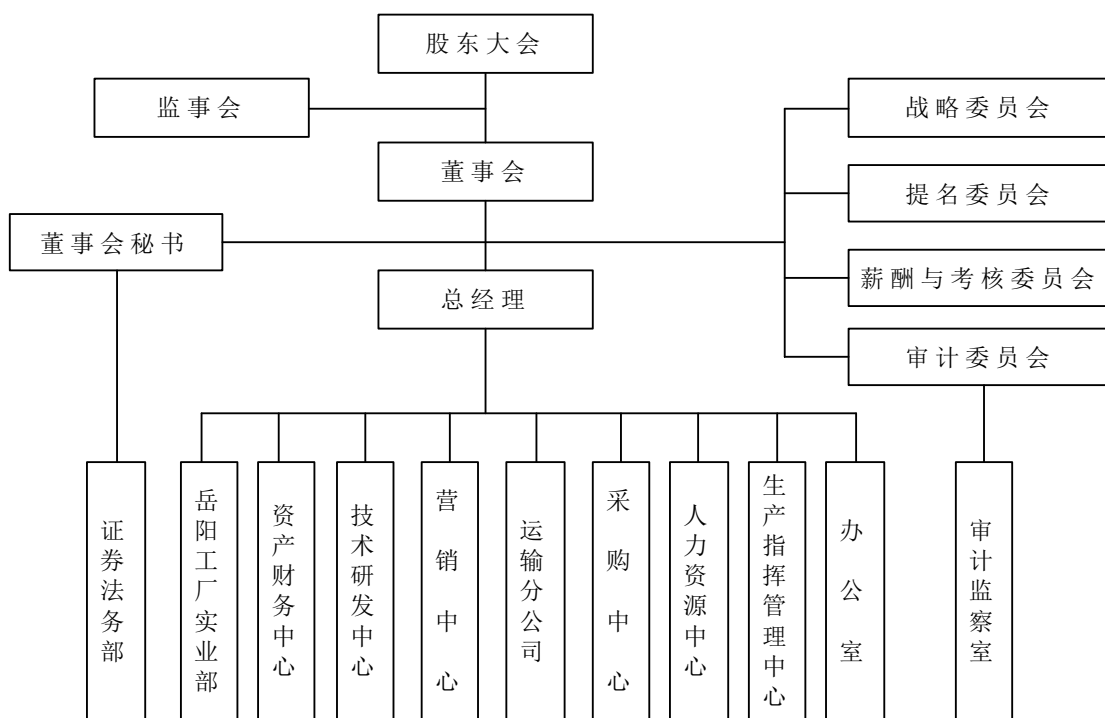 股东大会
监事会
战略委员会
董事会
提名委员会
董事会秘书
薪酬与考核委员会
总经理
审计委员会
证券法务部
岳阳工厂实业部
资产财务中心
技术研发中心
营销中心
运输分公司
采购中心
人力资源中心
生产指挥管理中心
办公室
审计监察室